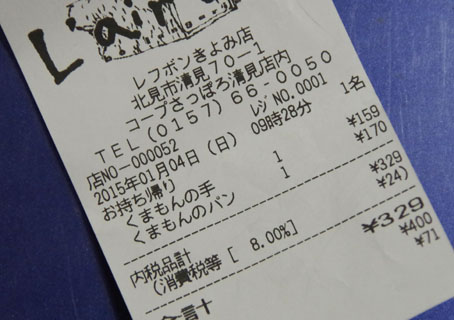 レフボンきよみ店
北見市清見70-1
コープさっぽろ清見店内
TEL(0157)66-0050
店NO-000052 レジNO.0001
2015年01月04日(日) 09時28分 1名
お持ち帰り
くまもんの手 1 ¥159
くまもんのパン 1 ¥170
内税品計 ¥329
(消費税等[ 8.00%] ¥24)
¥329
¥400
¥71